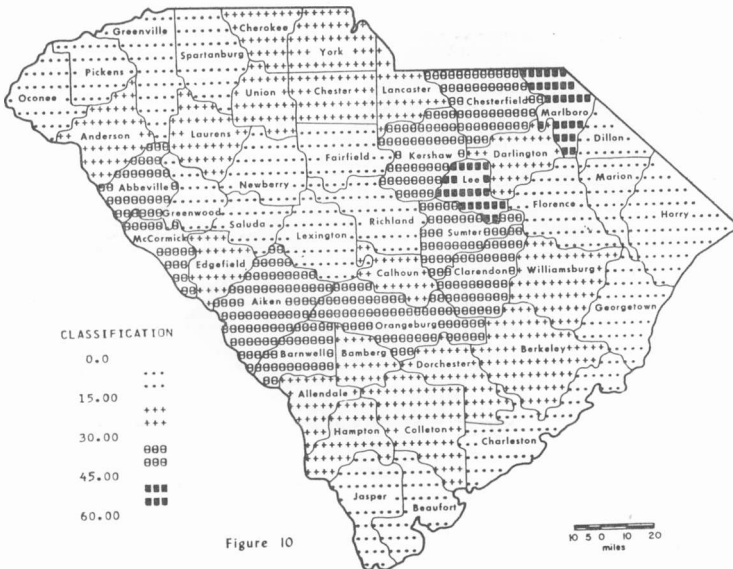 Greenville
Cherokee
York
Spartanburg
Pickens
Oconee
Union
Chester
Lancaster
Chesterfield
Marlboro
Anderson
Laurens
Dillon
Fairfield
Kershaw
Darlington
Lee
Marion
Abbeville
Newberry
Florence
Greenwood
Horry
Saluda
Richland
Sumter
McCormick
Lexington
Edgefield
Calhoun
Clarendon
Williamsburg
Aiken
Georgetown
Orangeburg
Berkeley
Barnwell
Bamberg
Dorchester
Allendale
Hampton
Colleton
Charleston
Jasper
Beaufort
CLASSIFICATION
0.0
15.00
30.00
45.00
60.00
Figure 10
10 5 0 10 20
miles